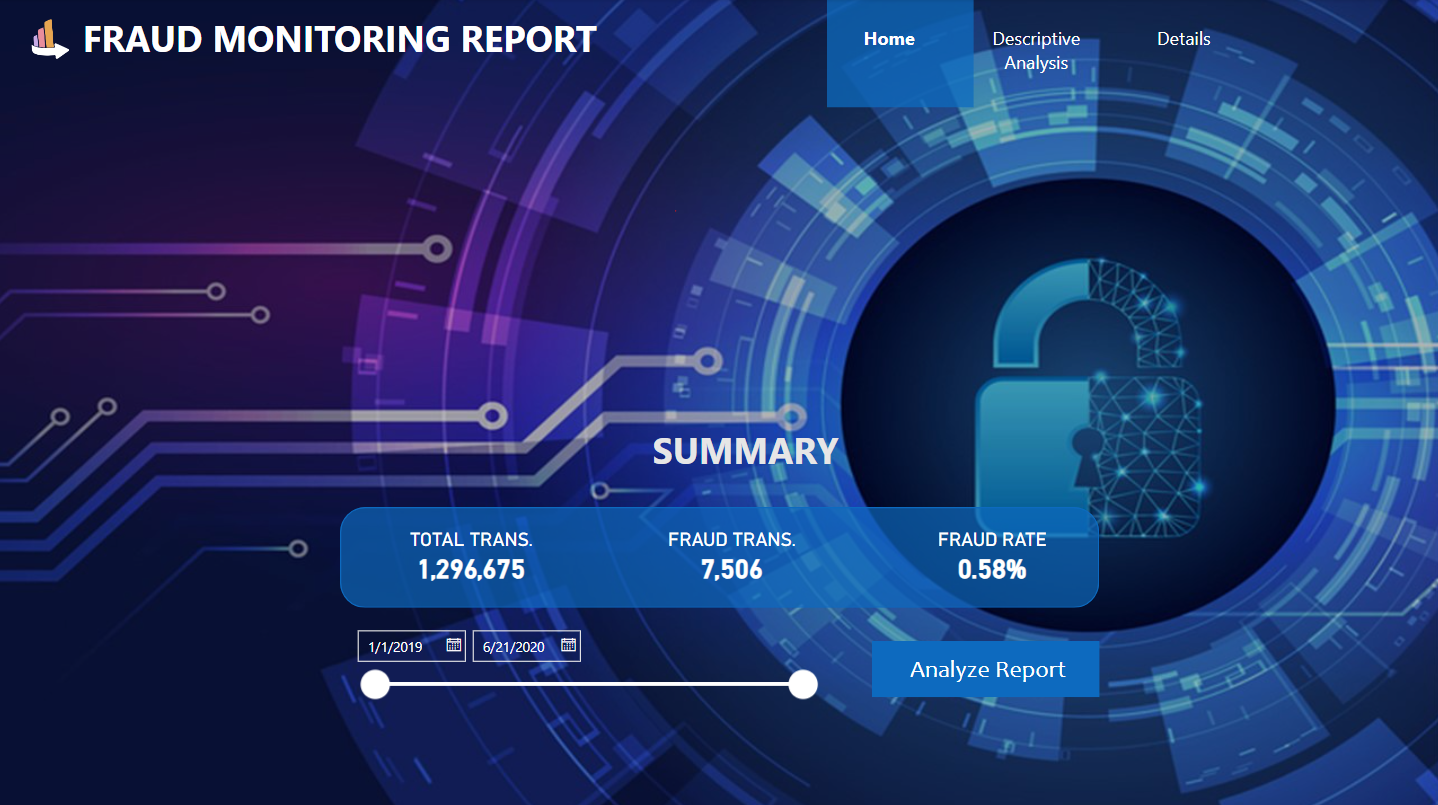 FRAUD MONITORING REPORT
Home
Descriptive
Analysis
Details
SUMMARY
TOTAL TRANS.
1,296,675
FRAUD TRANS.
7,506
FRAUD RATE
0.58%
1/1/2019
6/21/2020
Analyze Report